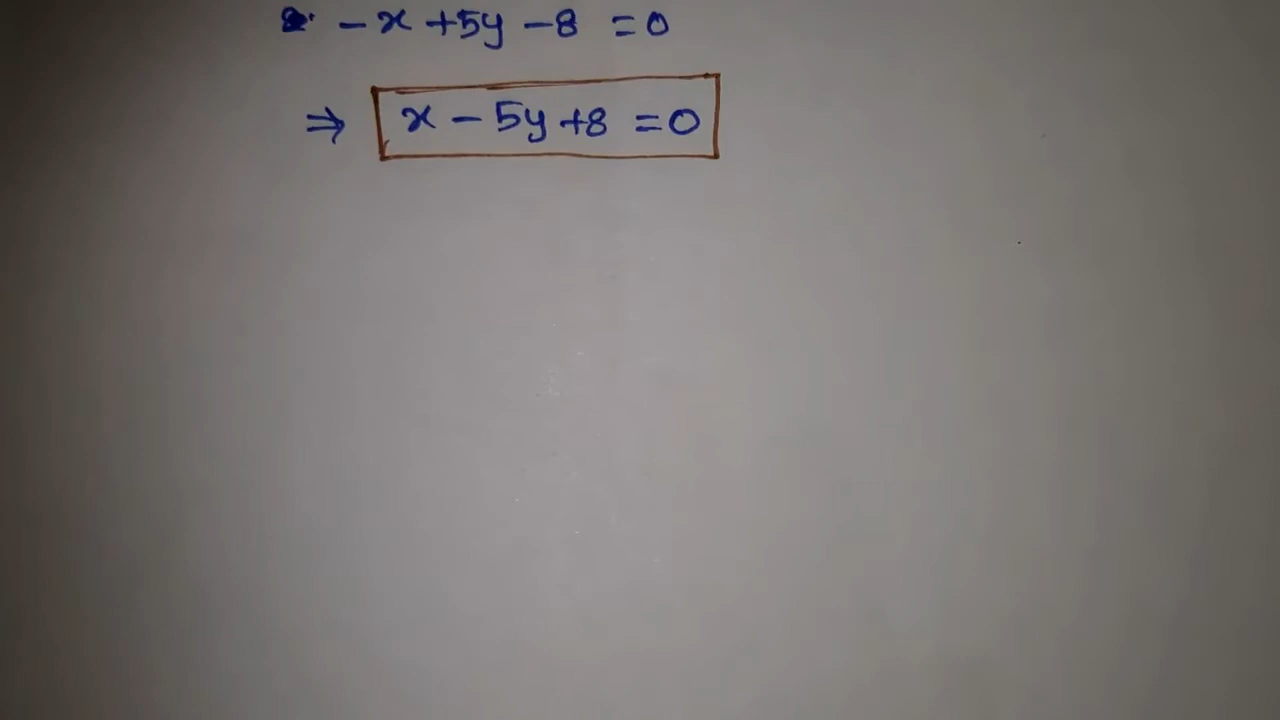 -x + 5y - 8 = 0
⇒ x - 5y + 8 = 0